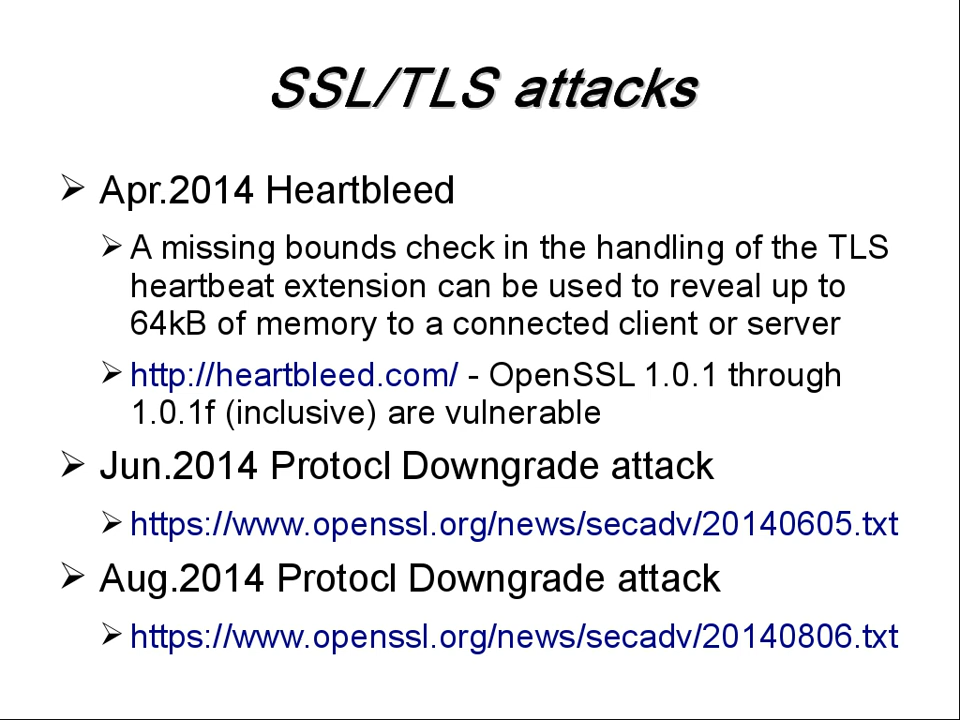 SSL/TLS attacks
➢ Apr.2014 Heartbleed
➢ A missing bounds check in the handling of the TLS
heartbeat extension can be used to reveal up to
64kB of memory to a connected client or server
➢ http://heartbleed.com/ - OpenSSL 1.0.1 through
1.0.1f (inclusive) are vulnerable
➢ Jun.2014 Protocl Downgrade attack
➢ https://www.openssl.org/news/secadv/20140605.txt
➢ Aug.2014 Protocl Downgrade attack
➢ https://www.openssl.org/news/secadv/20140806.txt